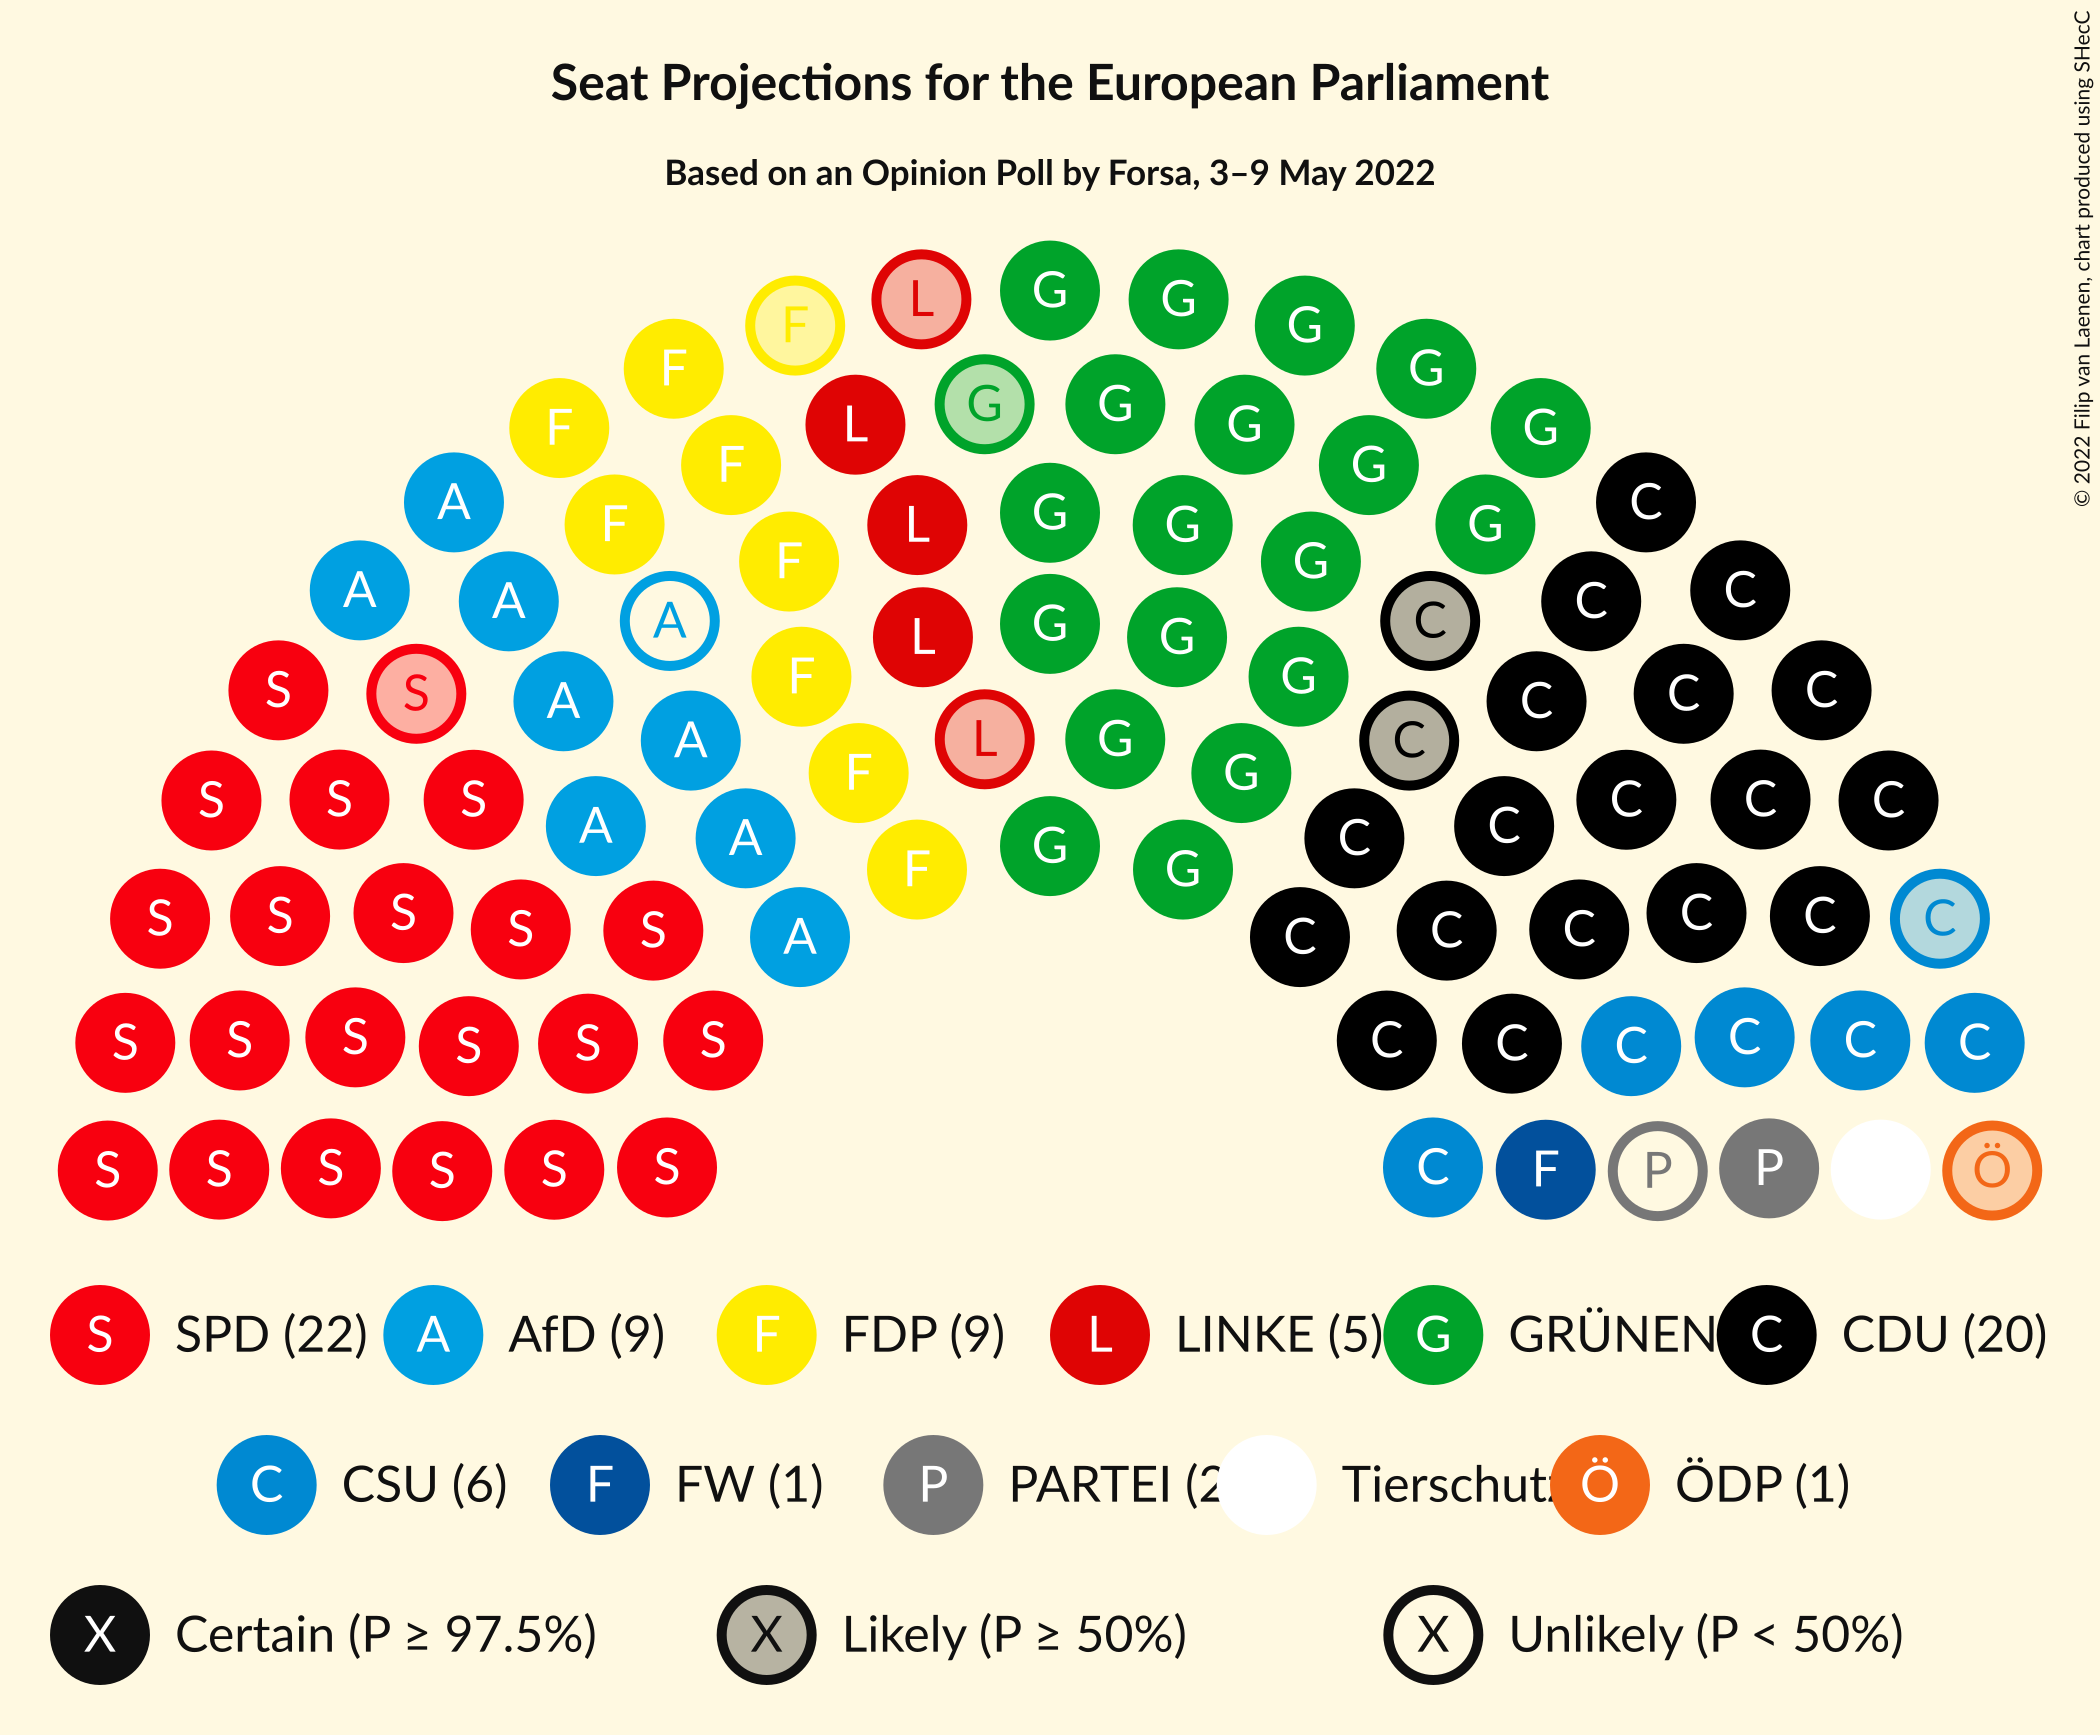 Seat Projections for the European Parliament
Based on an Opinion Poll by Forsa, 3–9 May 2022
© 2022 Filip van Laenen, chart produced using SHecC
L G G G
F G
F L G G G G
F F G G C
A F L G G G C
A A A F L G G G C C C
S S A A F L G G C C C C
S S S A A F G G C C C C C
S S S S S A C C C C C C
S S S S S S C C C C C C
S S S S S S C F P P Ö
S SPD (22) A AfD (9) F FDP (9) L LINKE (5) G GRÜNEN C CDU (20)
C CSU (6) F FW (1) P PARTEI (2 Tierschutz Ö ÖDP (1)
X Certain (P ≥ 97.5%) X Likely (P ≥ 50%) X Unlikely (P < 50%)